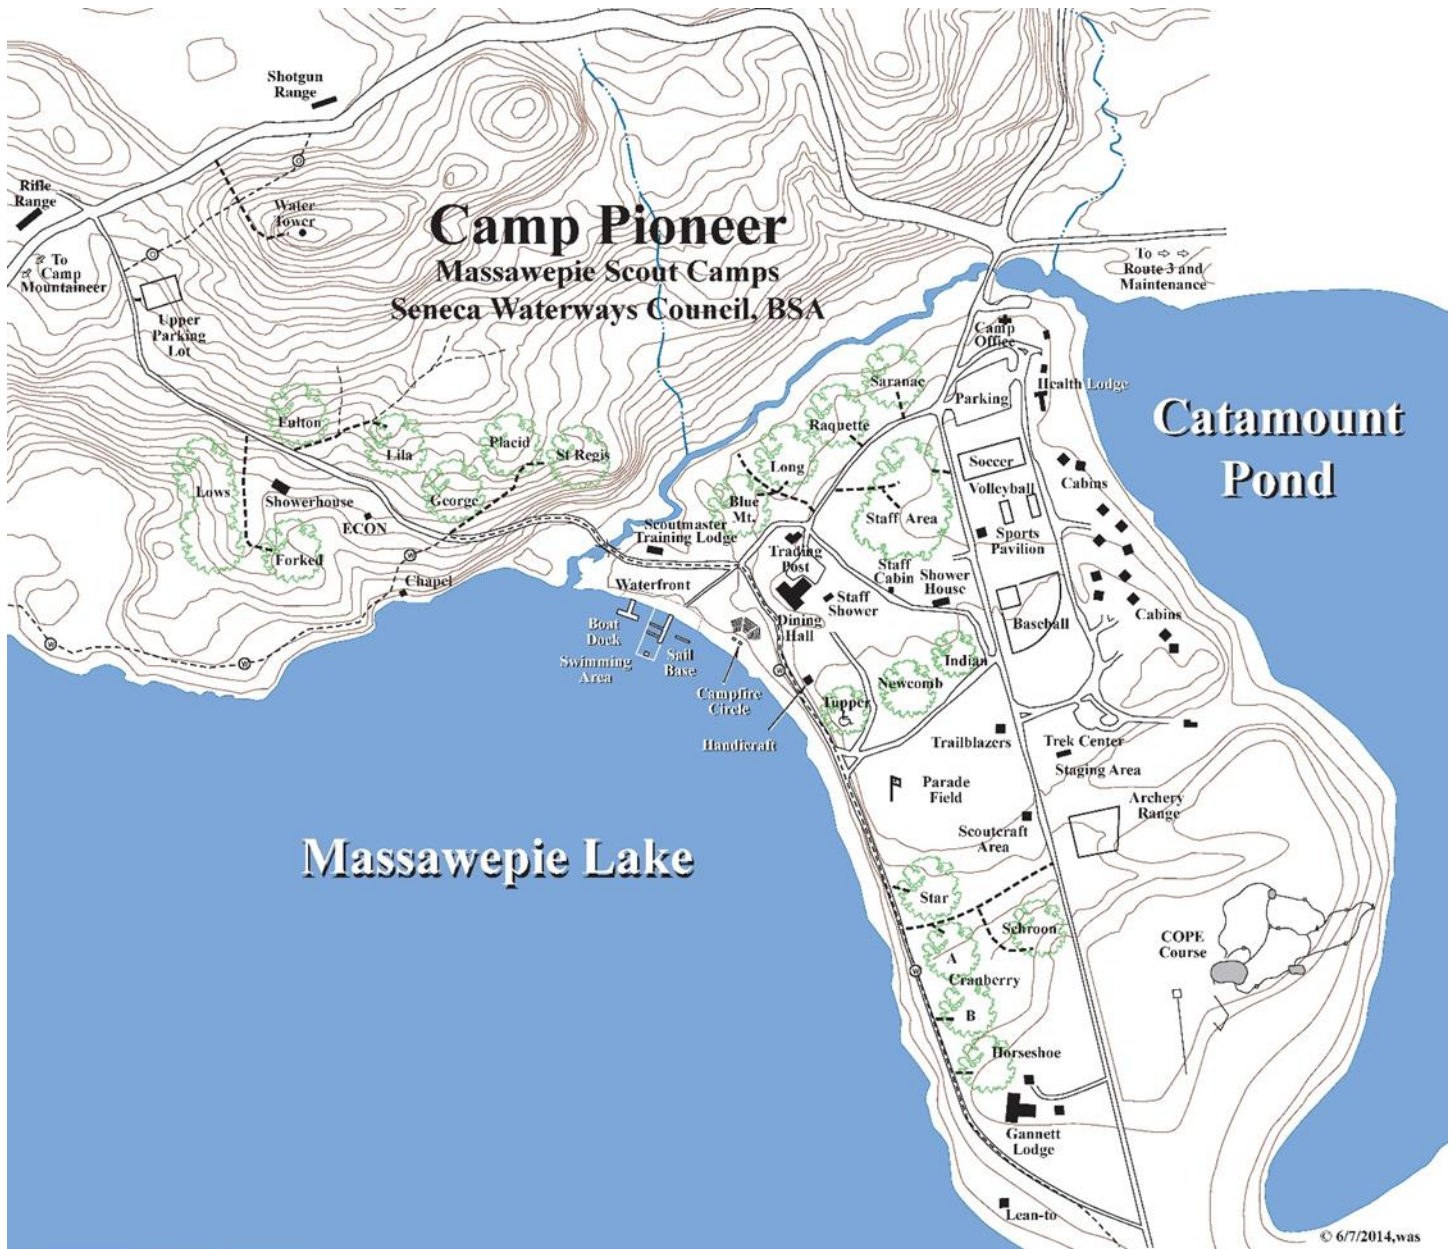 Shotgun
Range
Rifle
Range
Water
Tower
Camp Pioneer
Massawepie Scout Camps
Seneca Waterways Council, BSA
To
Camp
Mountaineer
To ⇨ ⇨
Route 3 and
Maintenance
Upper
Parking
Lot
Camp
Office
Saranac
Health Lodge
Parking
Catamount
Pond
Fulton
Raquette
Lila
Placid
St Regis
Long
Soccer
Cabins
Lows
Showerhouse
George
Blue
Mt.
Volleyball
Staff Area
ECON
Scoutmaster
Training Lodge
Sports
Pavilion
Forked
Trading
Post
Staff
Cabin
Shower
House
Chapel
Waterfront
Staff
Shower
Boat
Dock
Dining
Hall
Baseball
Cabins
Swimming
Area
Sail
Base
Indian
Campfire
Circle
Newcomb
Tupper
Handicraft
Trailblazers
Trek Center
Staging Area
Parade
Field
Archery
Range
Scoutcraft
Area
Massawepie Lake
Star
Schroon
COPE
Course
A
Cranberry
B
Horseshoe
Gannett
Lodge
Lean-to
© 6/7/2014,was
O
O
W
W
W
W
W